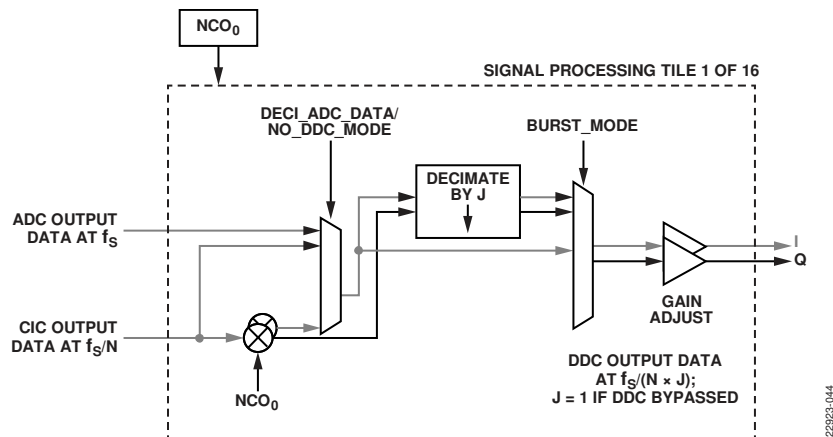 NCO0
SIGNAL PROCESSING TILE 1 OF 16
DECI_ADC_DATA/
NO_DDC_MODE
BURST_MODE
DECIMATE
BY J
ADC OUTPUT
DATA AT fS
I
Q
GAIN
ADJUST
CIC OUTPUT
DATA AT fS/N
NCO0
DDC OUTPUT DATA
AT fS/(N × J);
J = 1 IF DDC BYPASSED
22923-044